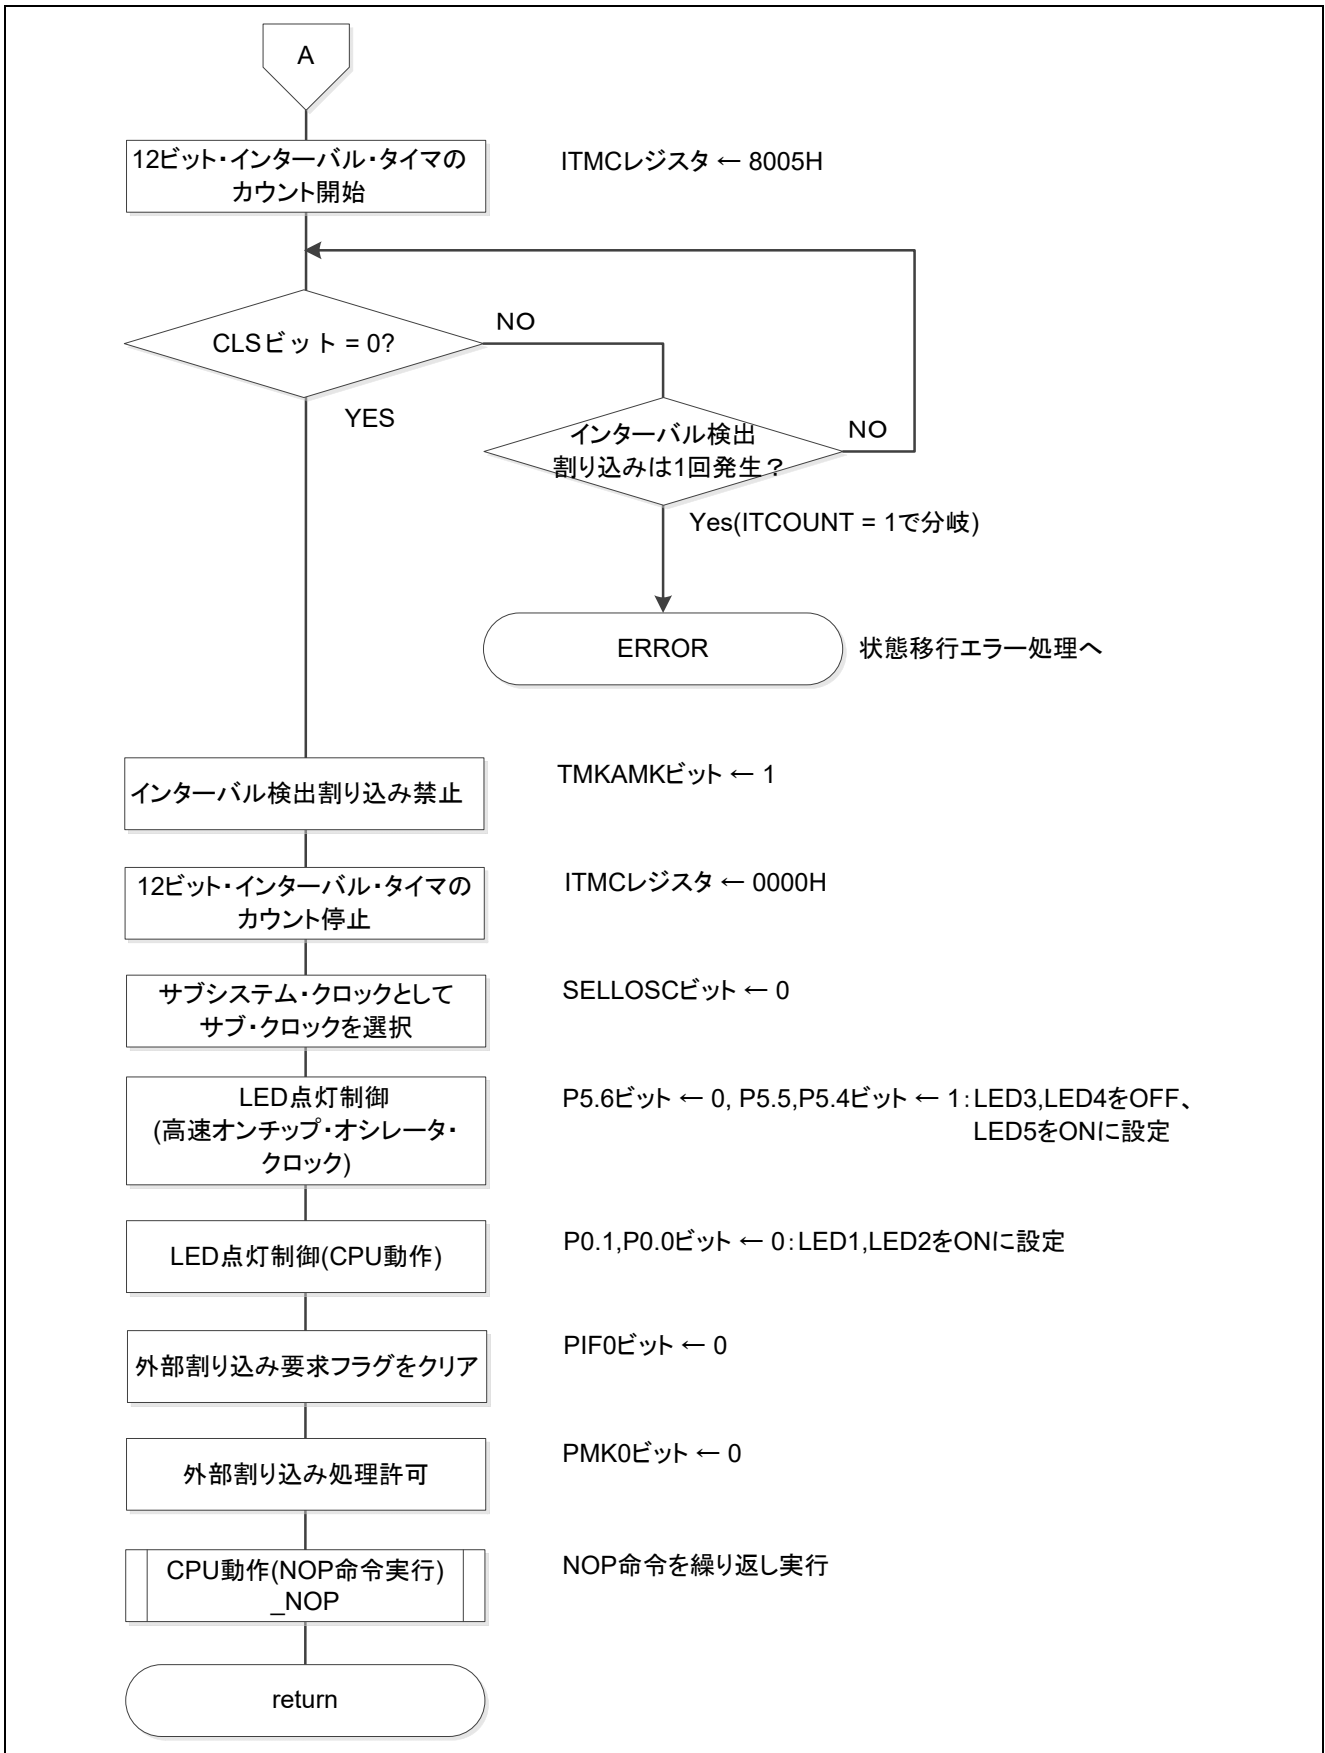 A
12ビット・インターバル・タイマの
カウント開始
ITMCレジスタ ← 8005H
CLSビット = 0?
NO
YES
インターバル検出
割り込みは1回発生？
NO
Yes(ITCOUNT = 1で分岐)
ERROR
状態移行エラー処理へ
インターバル検出割り込み禁止
TMKAMKビット ← 1
12ビット・インターバル・タイマの
カウント停止
ITMCレジスタ ← 0000H
サブシステム・クロックとして
サブ・クロックを選択
SELLOSCビット ← 0
LED点灯制御
(高速オンチップ・オシレータ・
クロック)
P5.6ビット ← 0, P5.5,P5.4ビット ← 1：LED3,LED4をOFF、
LED5をONに設定
LED点灯制御(CPU動作)
P0.1,P0.0ビット ← 0：LED1,LED2をONに設定
外部割り込み要求フラグをクリア
PIF0ビット ← 0
外部割り込み処理許可
PMK0ビット ← 0
CPU動作(NOP命令実行)
_NOP
NOP命令を繰り返し実行
return